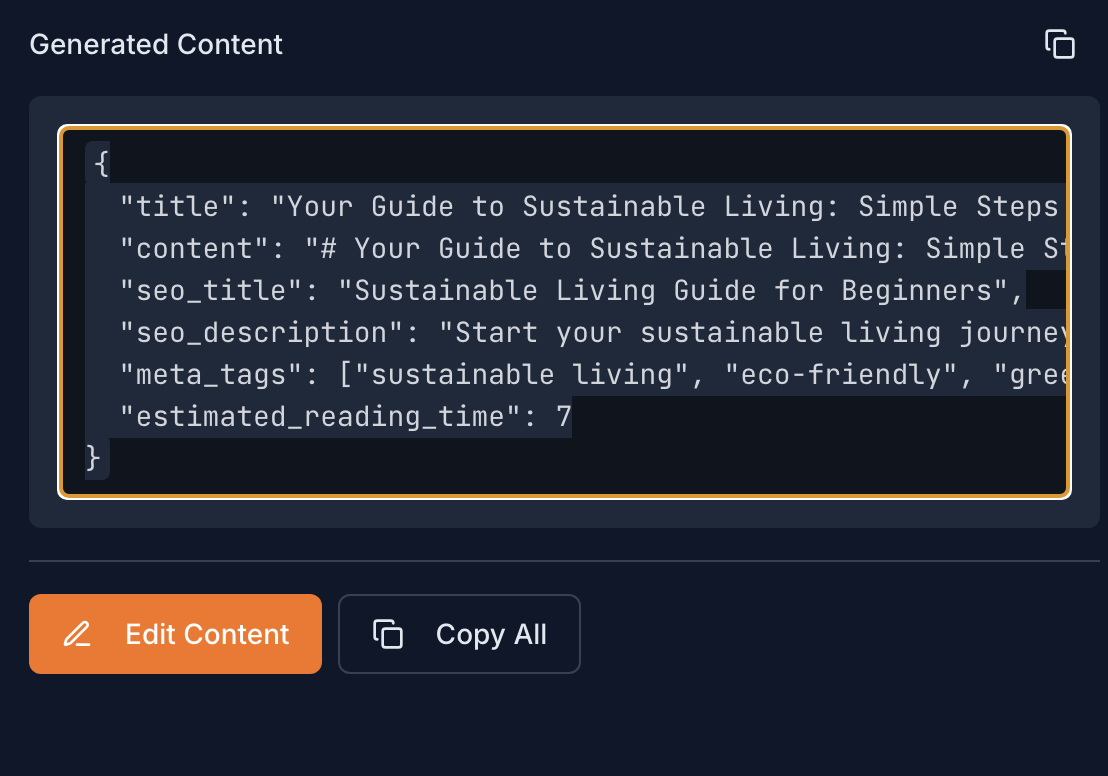 Generated Content
{
"title": "Your Guide to Sustainable Living: Simple Steps
"content": "# Your Guide to Sustainable Living: Simple
"seo_title": "Sustainable Living Guide for Beginners",
"seo_description": "Start your sustainable living journey
"meta_tags": ["sustainable living", "eco-friendly",
"estimated_reading_time": 7
}
Edit Content
Copy All